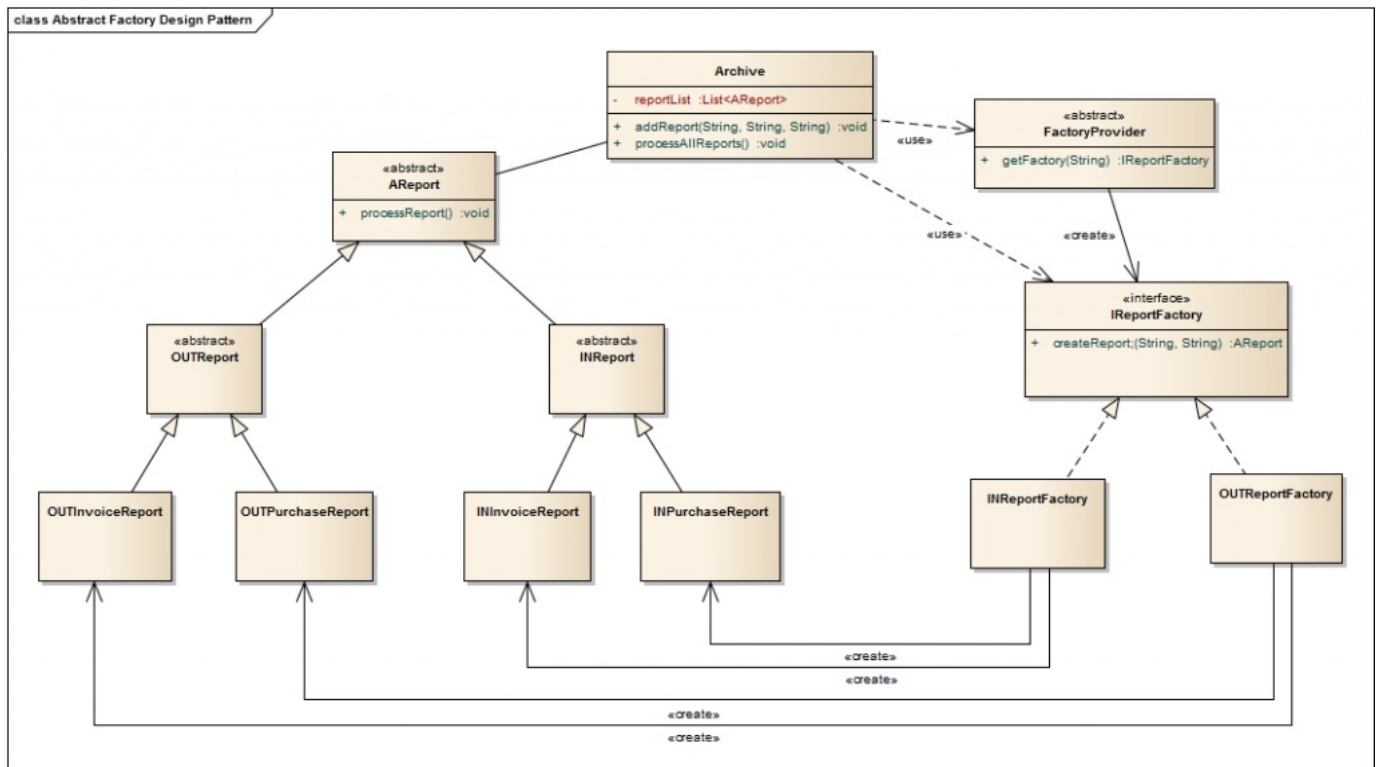 class Abstract Factory Design Pattern
Archive
- reportList :List<AReport>
+ addReport(String, String, String) :void
+ processAllReports() :void
«use»
«abstract»
FactoryProvider
+ getFactory(String) :IReportFactory
«abstract»
AReport
+ processReport() :void
«use»
«create»
«interface»
IReportFactory
+ createReport;(String, String) :AReport
«abstract»
OUTReport
«abstract»
INReport
OUTInvoiceReport
OUTPurchaseReport
INInvoiceReport
INPurchaseReport
INReportFactory
OUTReportFactory
«create»
«create»
«create»
«create»